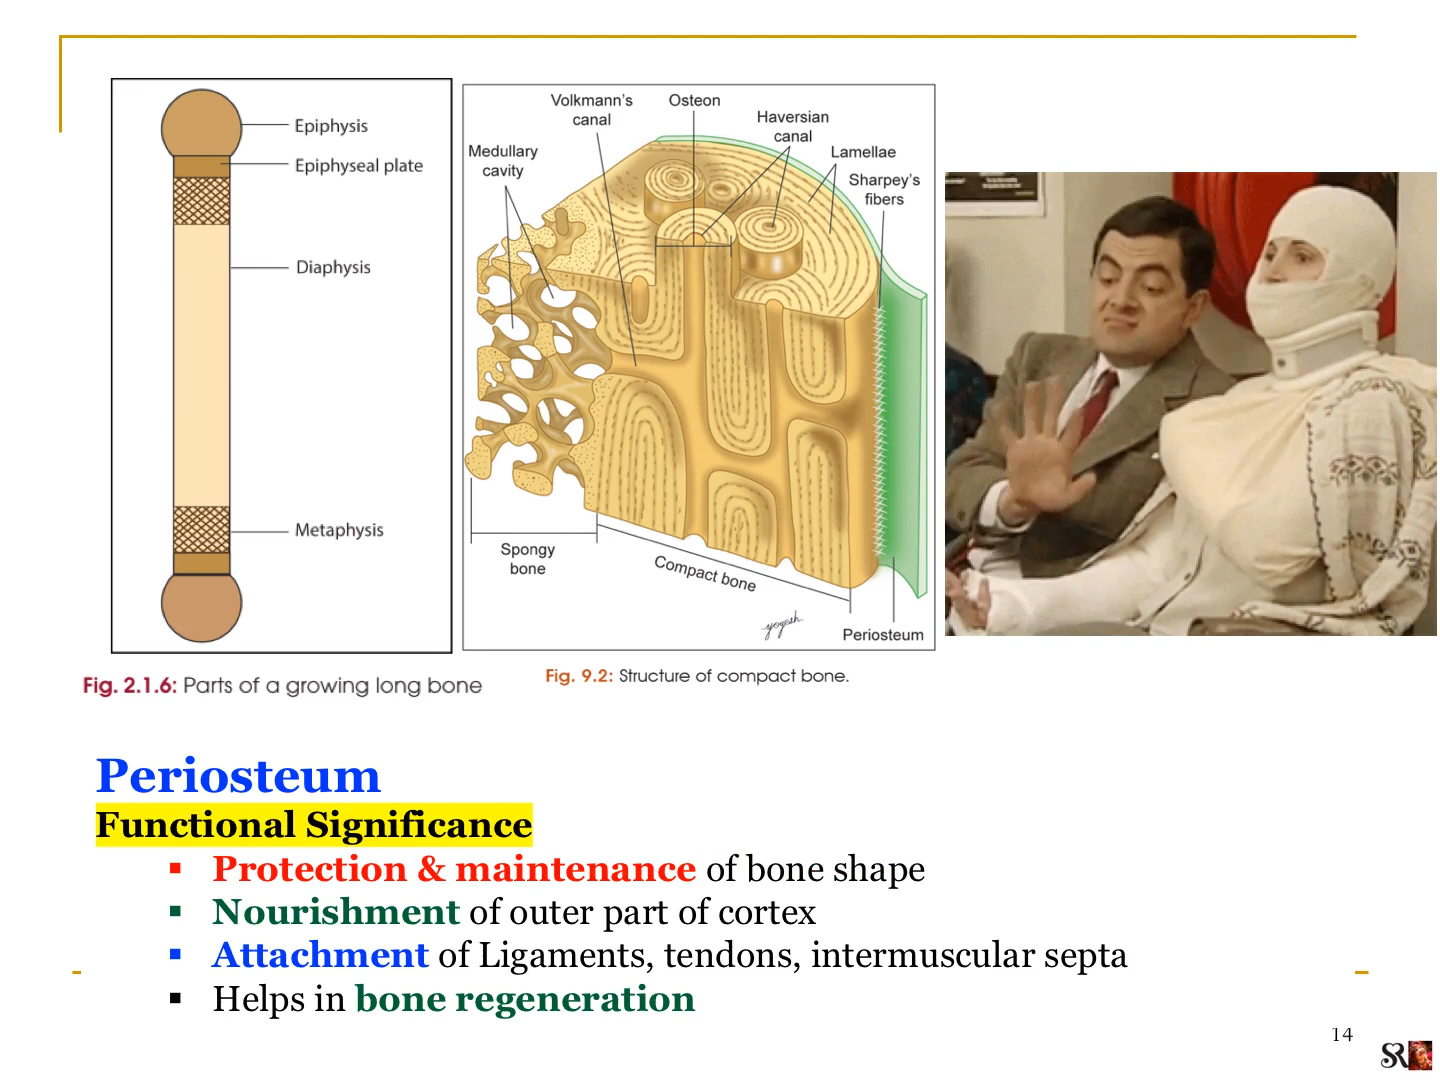 Epiphysis
Epiphyseal plate
Diaphysis
Metaphysis
Fig. 2.1.6: Parts of a growing long bone
Volkmann's
canal
Osteon
Haversian
canal
Medullary
cavity
Lamellae
Sharpey's
fibers
Spongy
bone
Compact bone
yogesh
Periosteum
Fig. 9.2: Structure of compact bone.
Periosteum
Functional Significance
▪ Protection & maintenance of bone shape
▪ Nourishment of outer part of cortex
▪ Attachment of Ligaments, tendons, intermuscular septa
▪ Helps in bone regeneration
14
SR